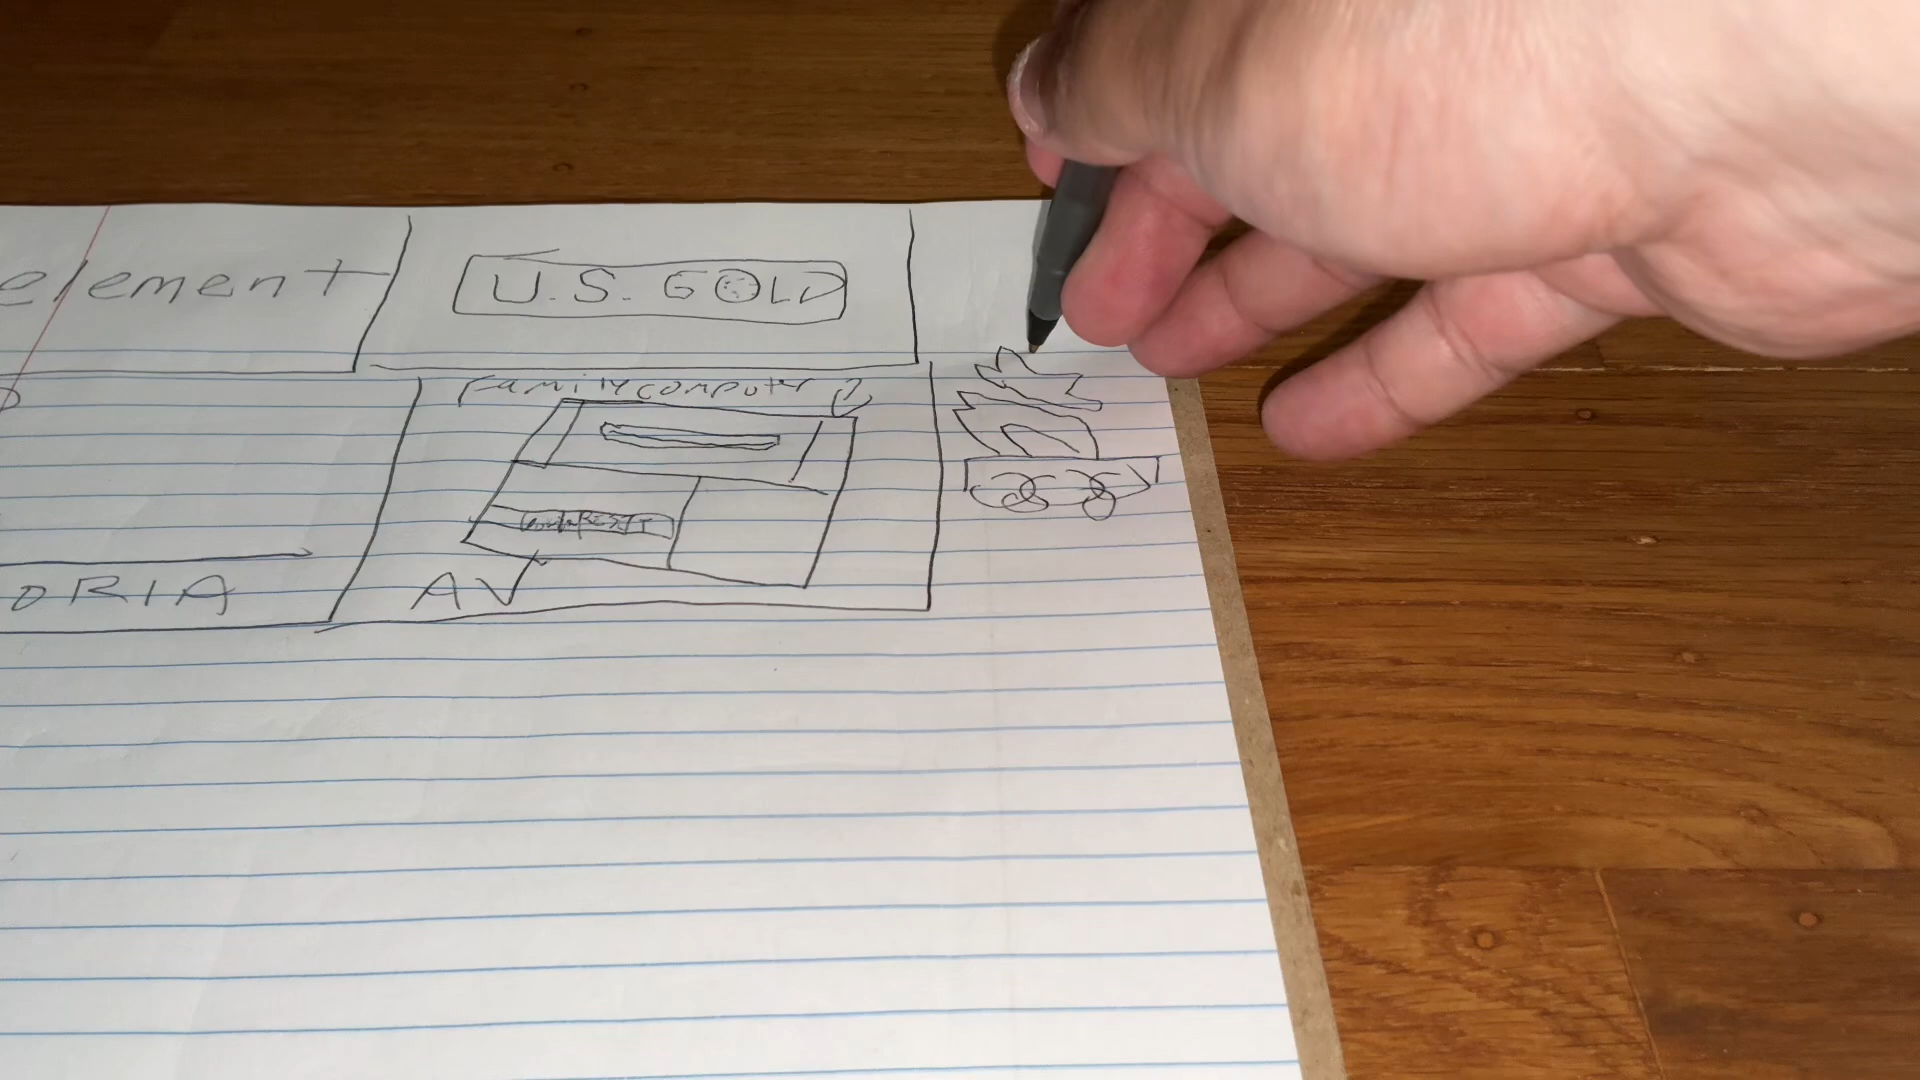 element
U.S. GOLD
Family computer
ORIA
AV